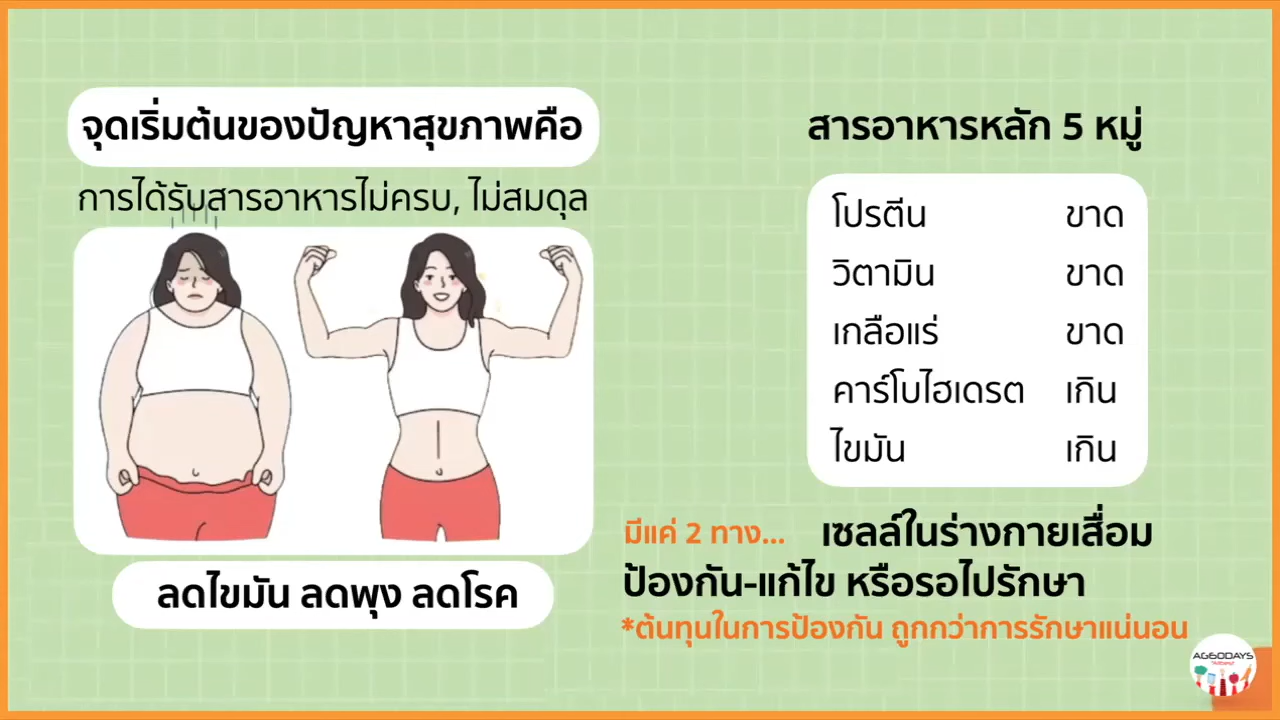 จุดเริ่มต้นของปัญหาสุขภาพคือ
การได้รับสารอาหารไม่ครบ, ไม่สมดุล
ลดไขมัน ลดพุง ลดโรค
สารอาหารหลัก 5 หมู่
โปรตีน ขาด
วิตามิน ขาด
เกลือแร่ ขาด
คาร์โบไฮเดรต เกิน
ไขมัน เกิน
มีแค่ 2 ทาง... เซลล์ในร่างกายเสื่อม
ป้องกัน-แก้ไข หรือรอไปรักษา
*ต้นทุนในการป้องกัน ถูกกว่าการรักษาแน่นอน
AG60DAYS